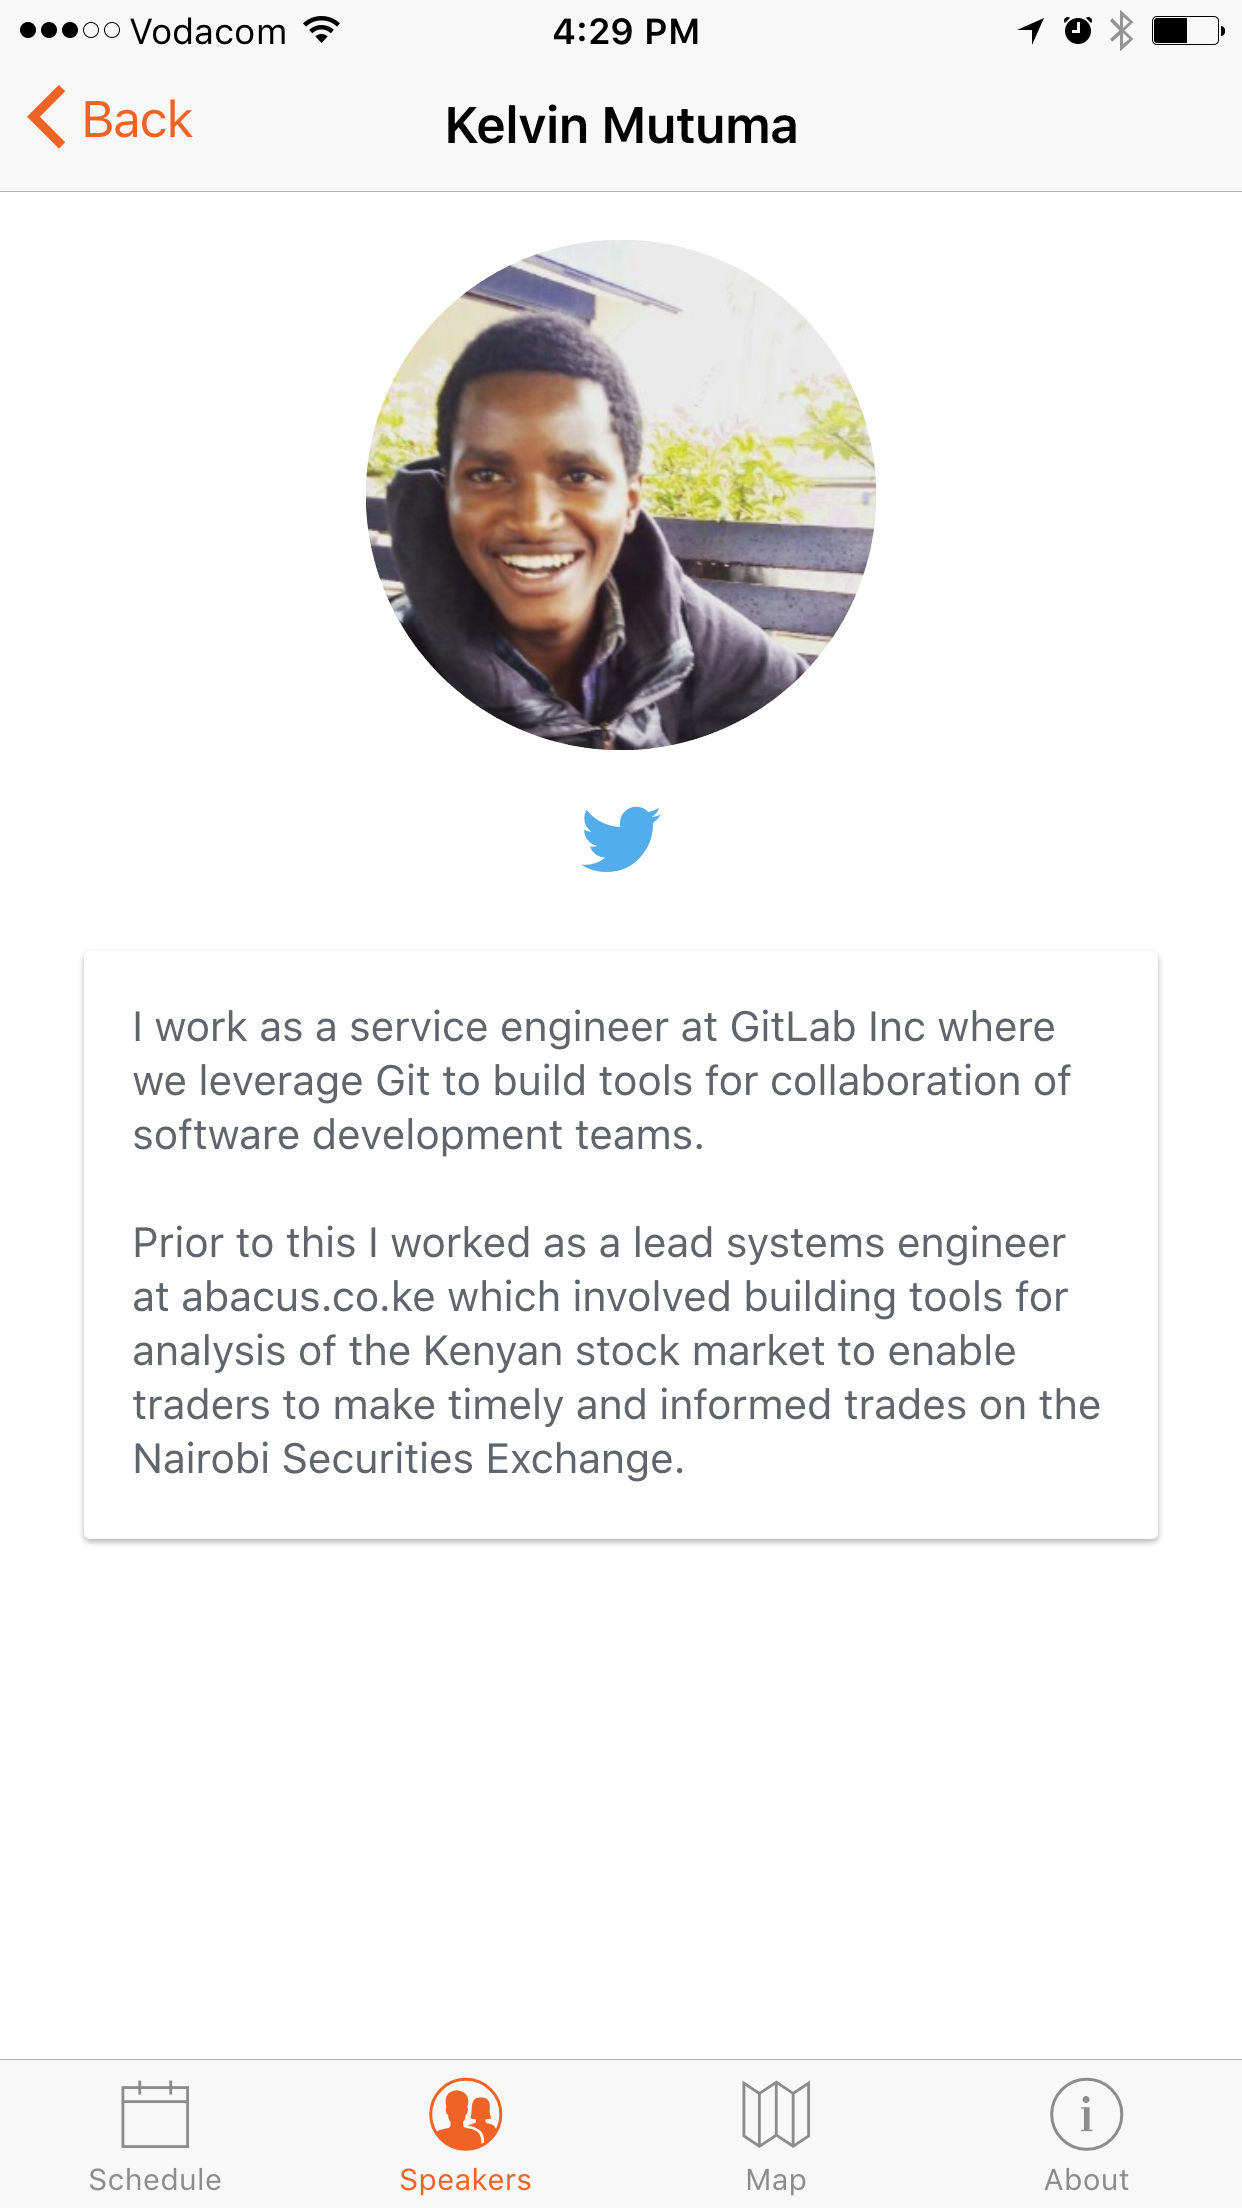 Vodacom 4:29 PM
Back Kelvin Mutuma
I work as a service engineer at GitLab Inc where
we leverage Git to build tools for collaboration of
software development teams.
Prior to this I worked as a lead systems engineer
at abacus.co.ke which involved building tools for
analysis of the Kenyan stock market to enable
traders to make timely and informed trades on the
Nairobi Securities Exchange.
Schedule Speakers Map About